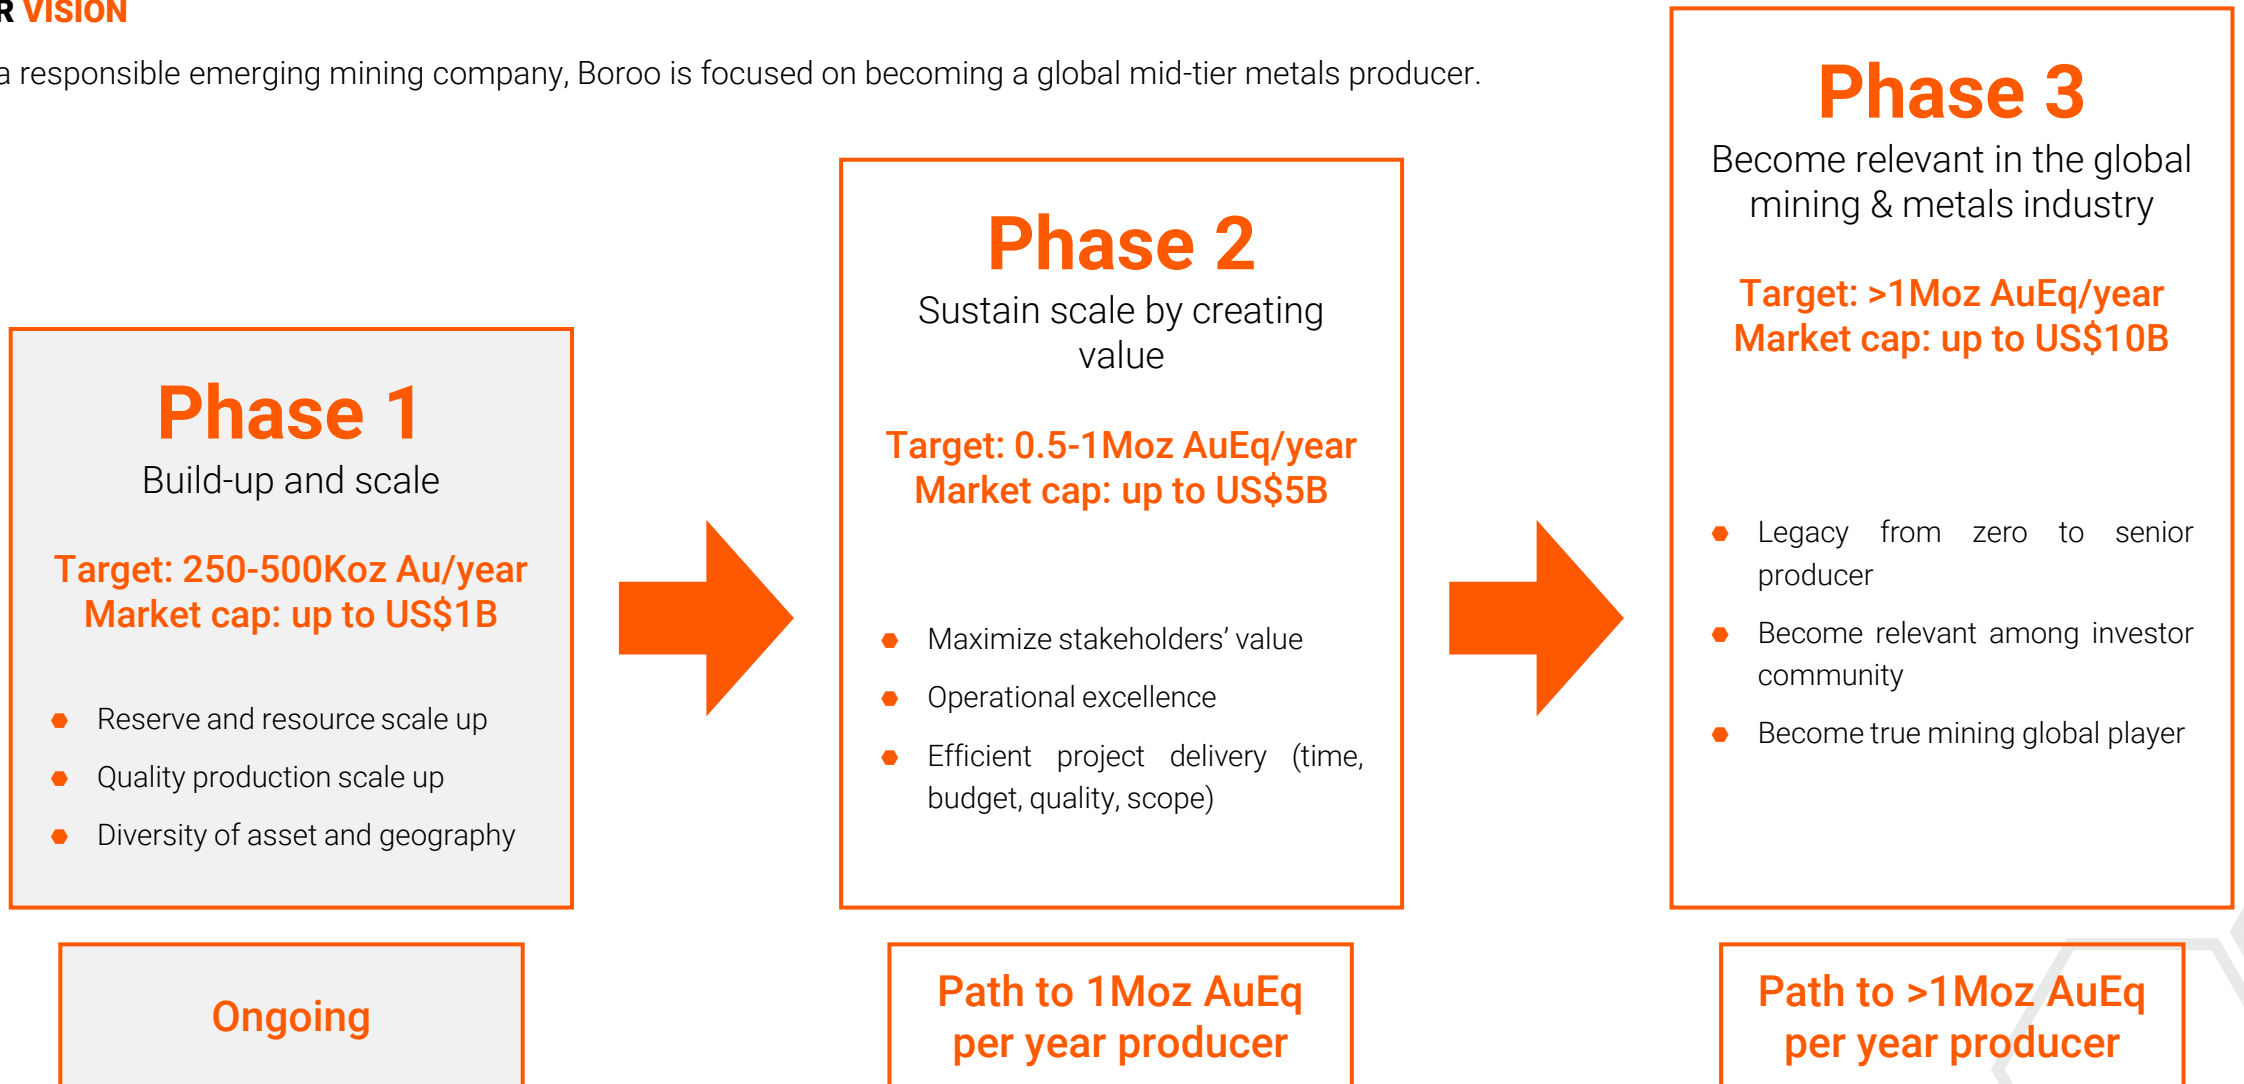 R VISION
a responsible emerging mining company, Boroo is focused on becoming a global mid-tier metals producer.
Phase 1
Build-up and scale
Target: 250-500Koz Au/year
Market cap: up to US$1B
Reserve and resource scale up
Quality production scale up
Diversity of asset and geography
Ongoing
Phase 2
Sustain scale by creating
value
Target: 0.5-1Moz AuEq/year
Market cap: up to US$5B
Maximize stakeholders’ value
Operational excellence
Efficient project delivery (time,
budget, quality, scope)
Path to 1Moz AuEq
per year producer
Phase 3
Become relevant in the global
mining & metals industry
Target: >1Moz AuEq/year
Market cap: up to US$10B
Legacy from zero to senior
producer
Become relevant among investor
community
Become true mining global player
Path to >1Moz AuEq
per year producer